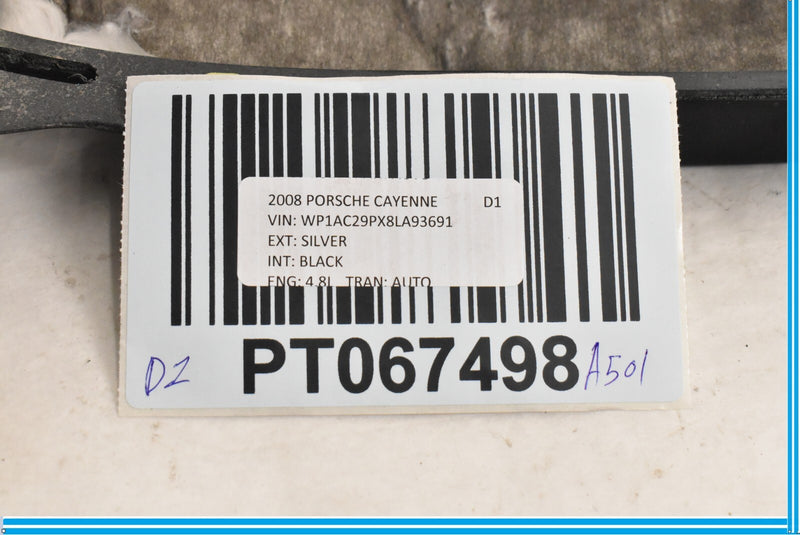 2008 PORSCHE CAYENNE D1
VIN: WP1AC29PX8LA93691
EXT: SILVER
INT: BLACK
ENG: 4.8L TRAN: AUTO
D2 PT067498 A501